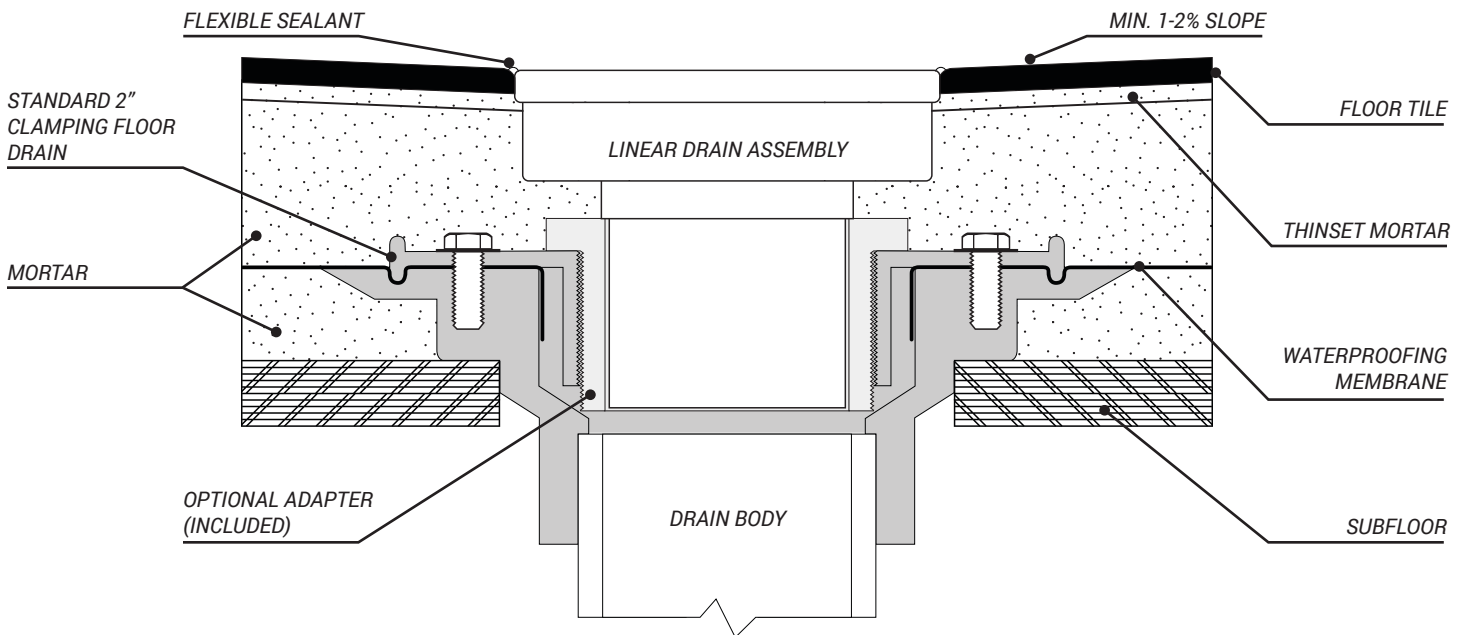 FLEXIBLE SEALANT
MIN. 1-2% SLOPE
STANDARD 2”
CLAMPING FLOOR
DRAIN
FLOOR TILE
LINEAR DRAIN ASSEMBLY
THINSET MORTAR
MORTAR
WATERPROOFING
MEMBRANE
OPTIONAL ADAPTER
(INCLUDED)
DRAIN BODY
SUBFLOOR